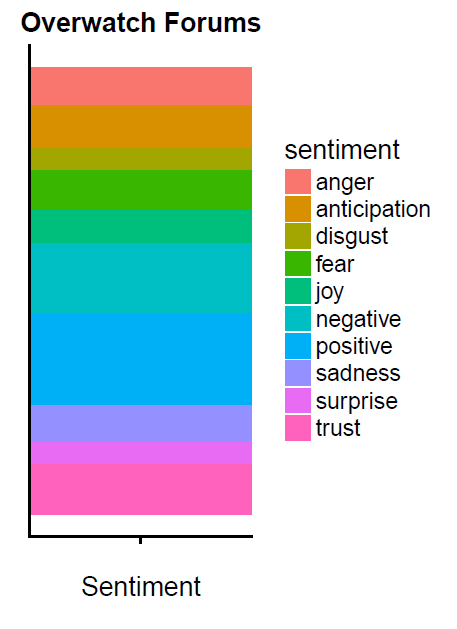 Overwatch Forums
sentiment
anger
anticipation
disgust
fear
joy
negative
positive
sadness
surprise
trust
Sentiment